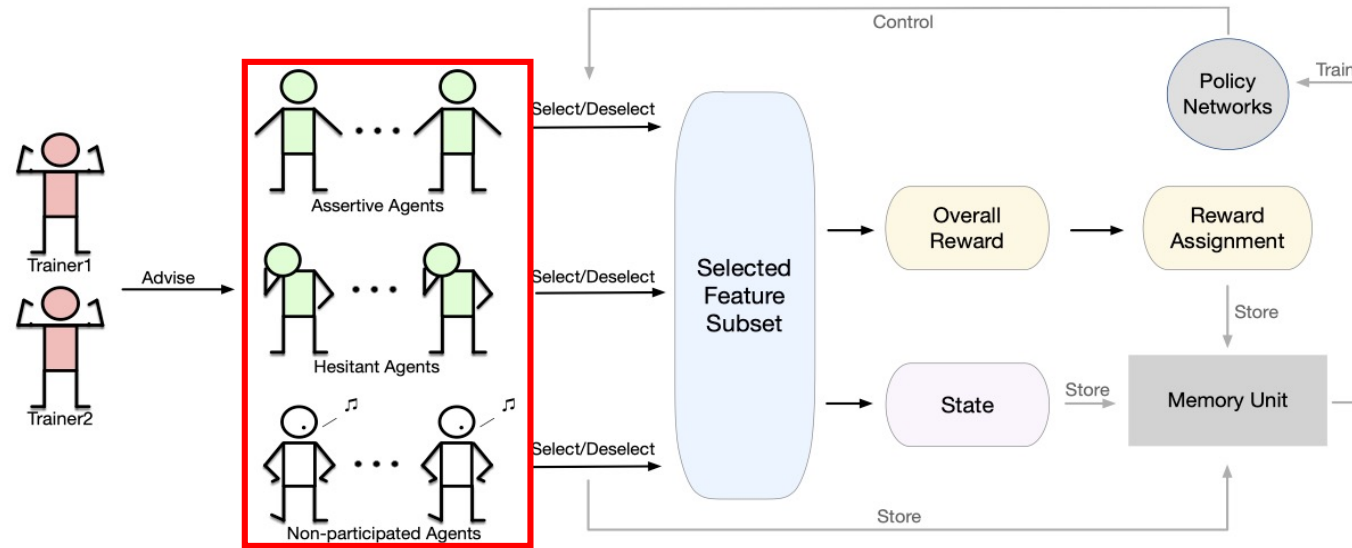 Control
Policy
Networks
Train
Select/Deselect
Assertive Agents
Trainer1
Advise
Trainer2
Select/Deselect
Hesitant Agents
Selected
Feature
Subset
Overall
Reward
Reward
Assignment
Store
State
Store
Memory Unit
Select/Deselect
Non-participated Agents
Store